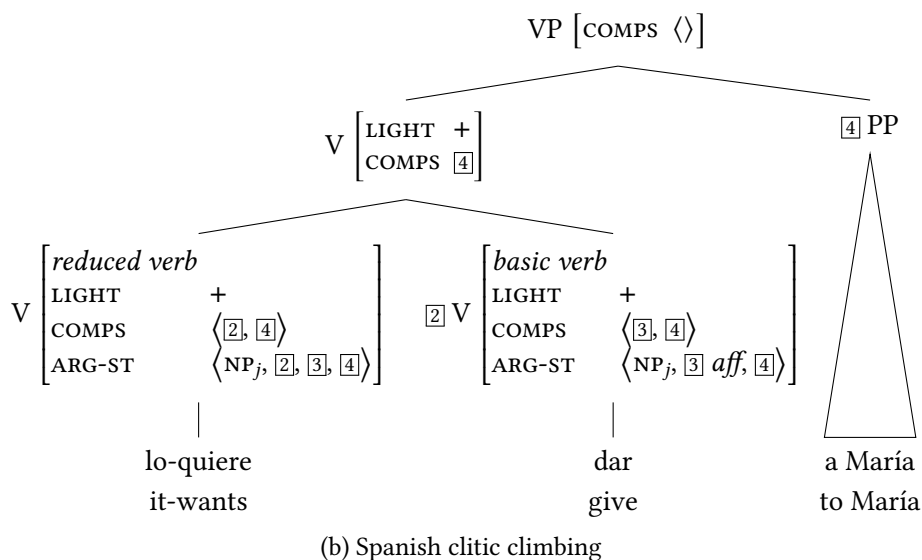 VP [COMPS ⟨⟩]
V [LIGHT +
COMPS 4]
4 PP
V [reduced verb
LIGHT +
COMPS ⟨2, 4⟩
ARG-ST ⟨NPj, 2, 3, 4⟩]
2 V [basic verb
LIGHT +
COMPS ⟨3, 4⟩
ARG-ST ⟨NPj, 3 aff, 4⟩]
lo-quiere dar a María
it-wants give to María
(b) Spanish clitic climbing